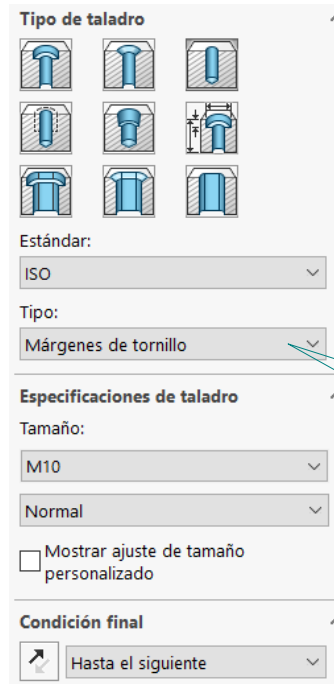 Tipo de taladro
Estándar:
ISO
Tipo:
Márgenes de tornillo
Especificaciones de taladro
Tamaño:
M10
Normal
Mostrar ajuste de tamaño
personalizado
Condición final
Hasta el siguiente